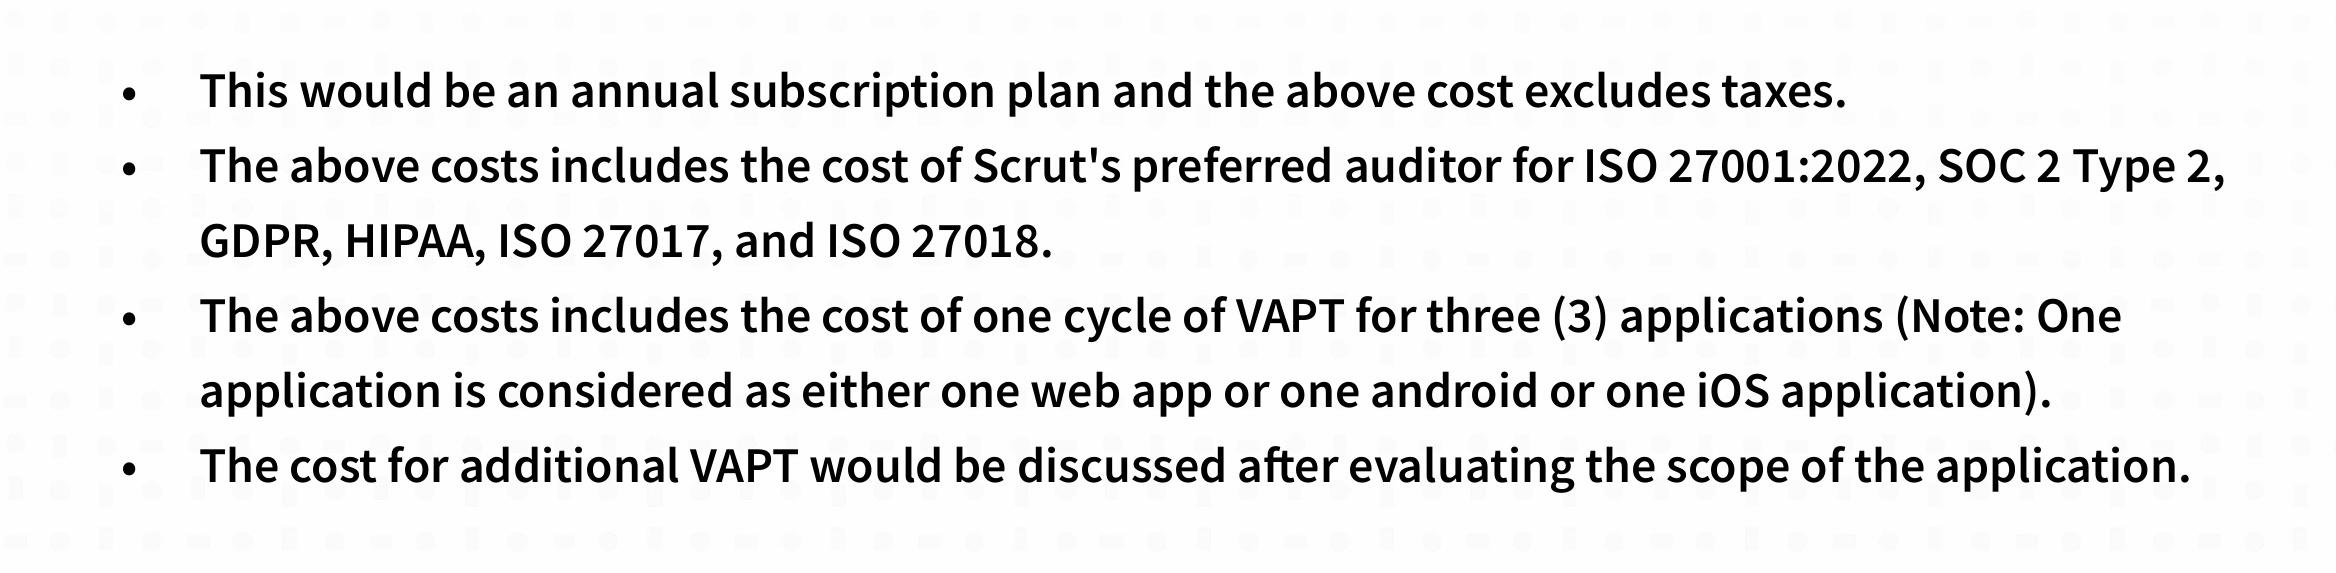 • This would be an annual subscription plan and the above cost excludes taxes.
• The above costs includes the cost of Scrut's preferred auditor for ISO 27001:2022, SOC 2 Type 2,
GDPR, HIPAA, ISO 27017, and ISO 27018.
• The above costs includes the cost of one cycle of VAPT for three (3) applications (Note: One
application is considered as either one web app or one android or one iOS application).
• The cost for additional VAPT would be discussed after evaluating the scope of the application.